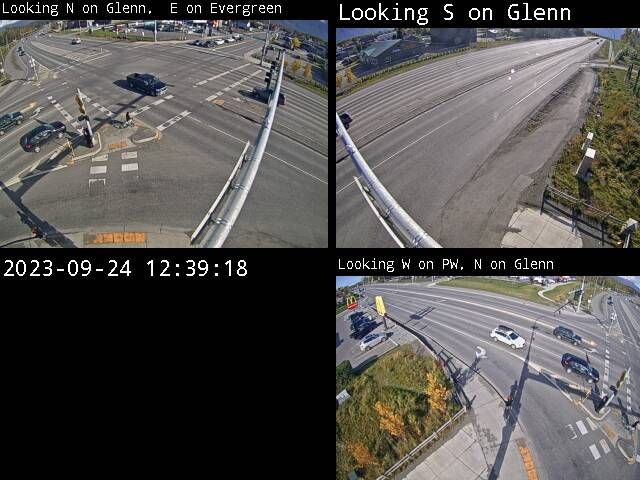 Looking N on Glenn, E on Evergreen
Looking S on Glenn
2023-09-24 12:39:18
Looking W on PW, N on Glenn